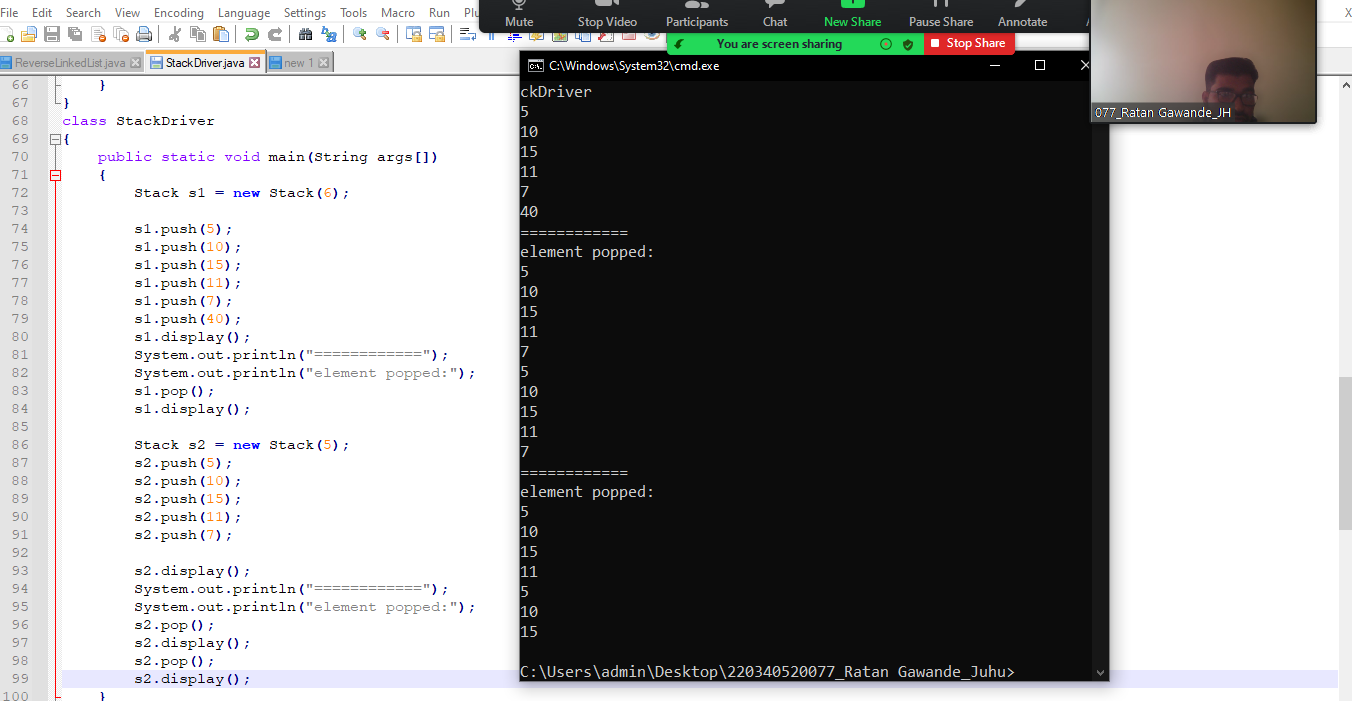 File Edit Search View Encoding Language Settings Tools Macro Run
Mute Stop Video Participants Chat New Share Pause Share Annotate
X
You are screen sharing Stop Share
ReverseLinkedList.java StackDriver.java new 1
C:\Windows\System32\cmd.exe
077_Ratan Gawande_JH
66 }
67 }
68 class StackDriver
69 {
70 public static void main(String args[])
71 {
72 Stack s1 = new Stack(6);
73
74 s1.push(5);
75 s1.push(10);
76 s1.push(15);
77 s1.push(11);
78 s1.push(7);
79 s1.push(40);
80 s1.display();
81 System.out.println("============");
82 System.out.println("element popped:");
83 s1.pop();
84 s1.display();
85
86 Stack s2 = new Stack(5);
87 s2.push(5);
88 s2.push(10);
89 s2.push(15);
90 s2.push(11);
91 s2.push(7);
92
93 s2.display();
94 System.out.println("============");
95 System.out.println("element popped:");
96 s2.pop();
97 s2.display();
98 s2.pop();
99 s2.display();
100 }
ckDriver
5
10
15
11
7
40
============
element popped:
5
10
15
11
7
5
10
15
11
7
============
element popped:
5
10
15
11
5
10
15
C:\Users\admin\Desktop\220340520077_Ratan Gawande_Juhu>